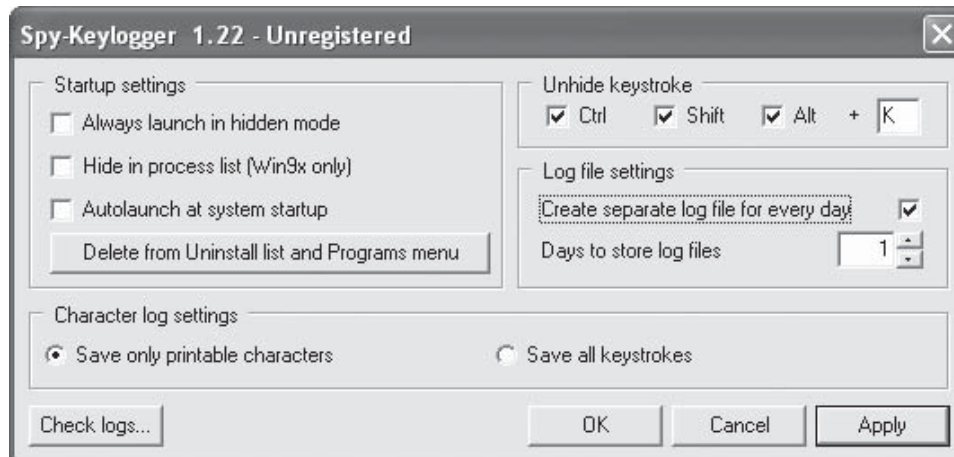 Spy-Keylogger 1.22 - Unregistered
Startup settings
Always launch in hidden mode
Hide in process list (Win9x only)
Autolaunch at system startup
Delete from Uninstall list and Programs menu
Unhide keystroke
Ctrl Shift Alt + K
Log file settings
Create separate log file for every day
Days to store log files 1
Character log settings
Save only printable characters Save all keystrokes
Check logs... OK Cancel Apply